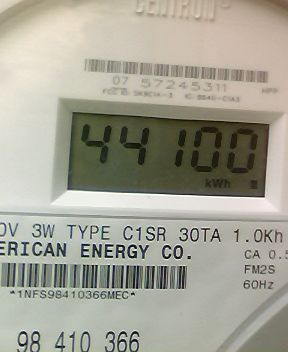 CENTRON
07 57245311
44100
kWh
3W TYPE C1SR 30TA 1.0Kh
ERICAN ENERGY CO.
CA 0.5
FM2S
*1NFS98410366MEC*
60Hz
98 410 366